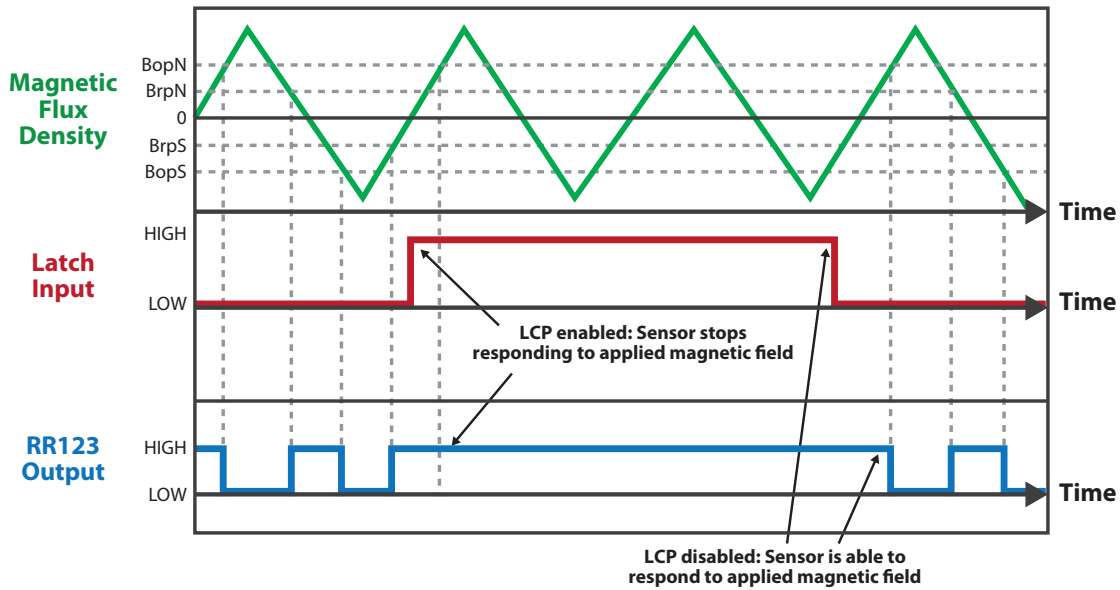 Magnetic
Flux
Density
BopN
BrpN
0
BrpS
BopS
Time
Latch
Input
HIGH
LOW
Time
LCP enabled: Sensor stops
responding to applied magnetic field
RR123
Output
HIGH
LOW
Time
LCP disabled: Sensor is able to
respond to applied magnetic field